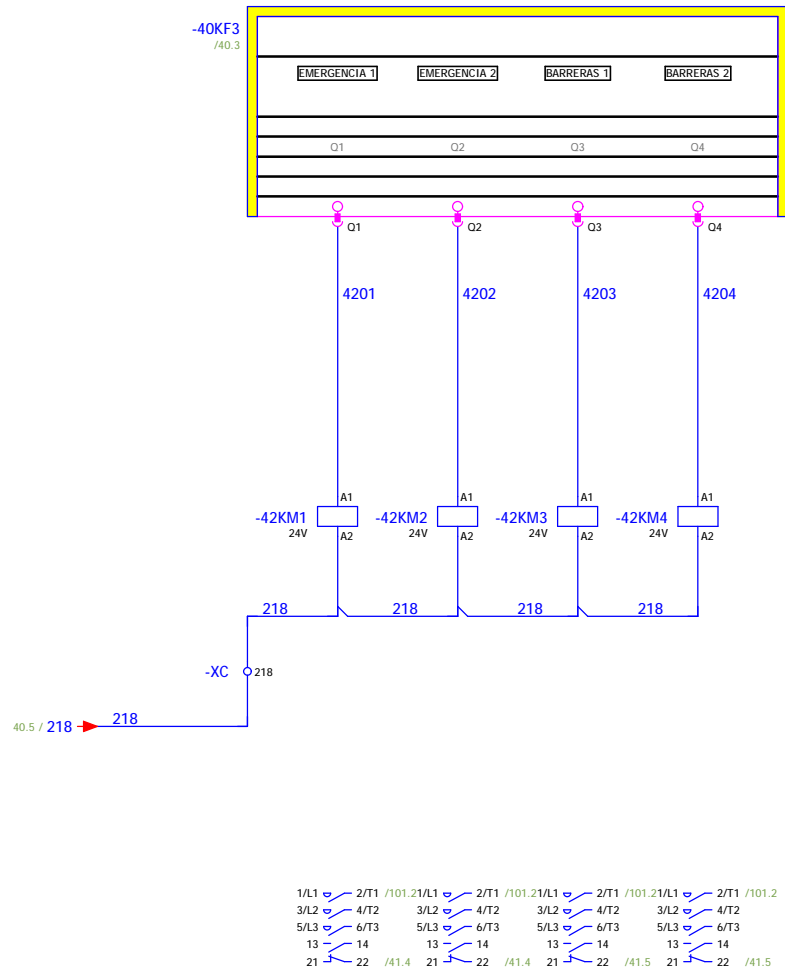 -40KF3
/40.3
EMERGENCIA 1 EMERGENCIA 2 BARRERAS 1 BARRERAS 2
Q1 Q2 Q3 Q4
Q1 Q2 Q3 Q4
4201 4202 4203 4204
A1 A1 A1 A1
-42KM1 -42KM2 -42KM3 -42KM4
24V 24V 24V 24V
A2 A2 A2 A2
218 218 218 218
-XC 218
40.5 / 218 218
1/L1 2/T1 /101.2 1/L1 2/T1 /101.2 1/L1 2/T1 /101.2 1/L1 2/T1 /101.2
3/L2 4/T2 3/L2 4/T2 3/L2 4/T2 3/L2 4/T2
5/L3 6/T3 5/L3 6/T3 5/L3 6/T3 5/L3 6/T3
13 14 13 14 13 14 13 14
21 22 /41.4 21 22 /41.4 21 22 /41.5 21 22 /41.5